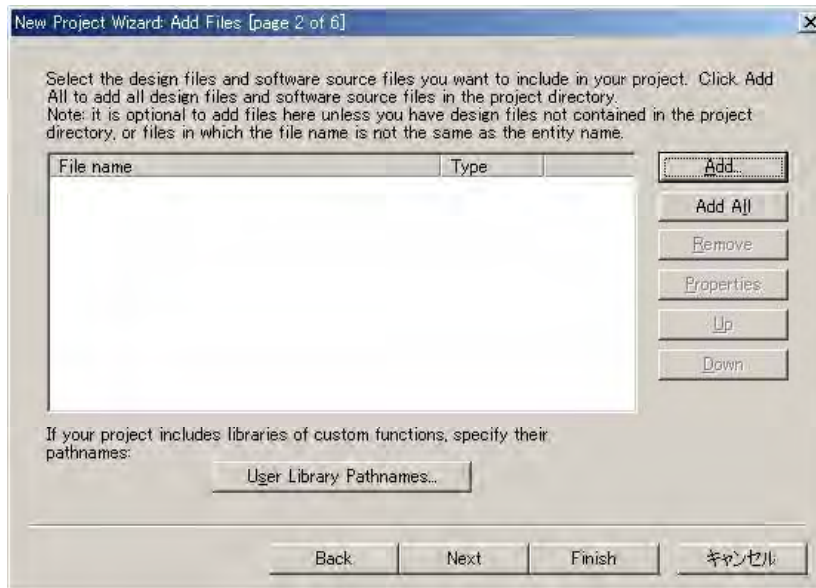 New Project Wizard: Add Files [page 2 of 6]
Select the design files and software source files you want to include in your project. Click Add
All to add all design files and software source files in the project directory.
Note: it is optional to add files here unless you have design files not contained in the project
directory, or files in which the file name is not the same as the entity name.
File name Type
Add...
Add All
Remove
Properties
Up
Down
If your project includes libraries of custom functions, specify their
pathnames:
User Library Pathnames...
Back Next Finish キャンセル